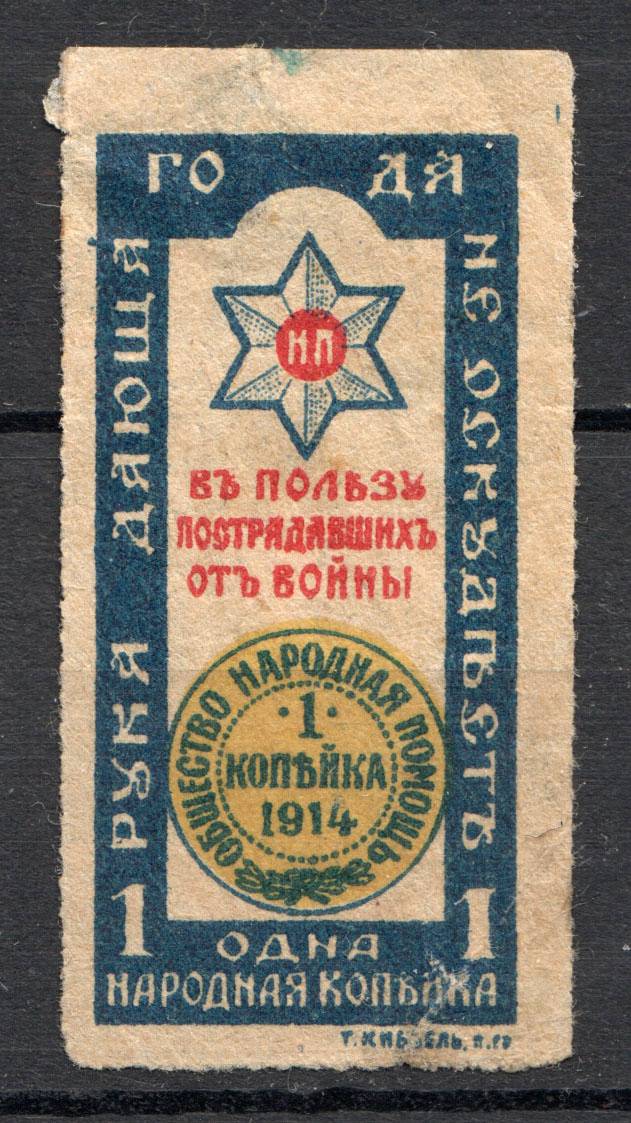 РУКА ДАЮЩАГО ДА НЕ ОСКУДѢЕТЪ
НП
ВЪ ПОЛЬЗУ
ПОСТРАДАВШИХЪ
ОТЪ ВОЙНЫ
ОБЩЕСТВО НАРОДНАЯ ПОМОЩЬ
·1·
КОПѢЙКА
1914
1 1
ОДНА
НАРОДНАЯ КОПѢЙКА